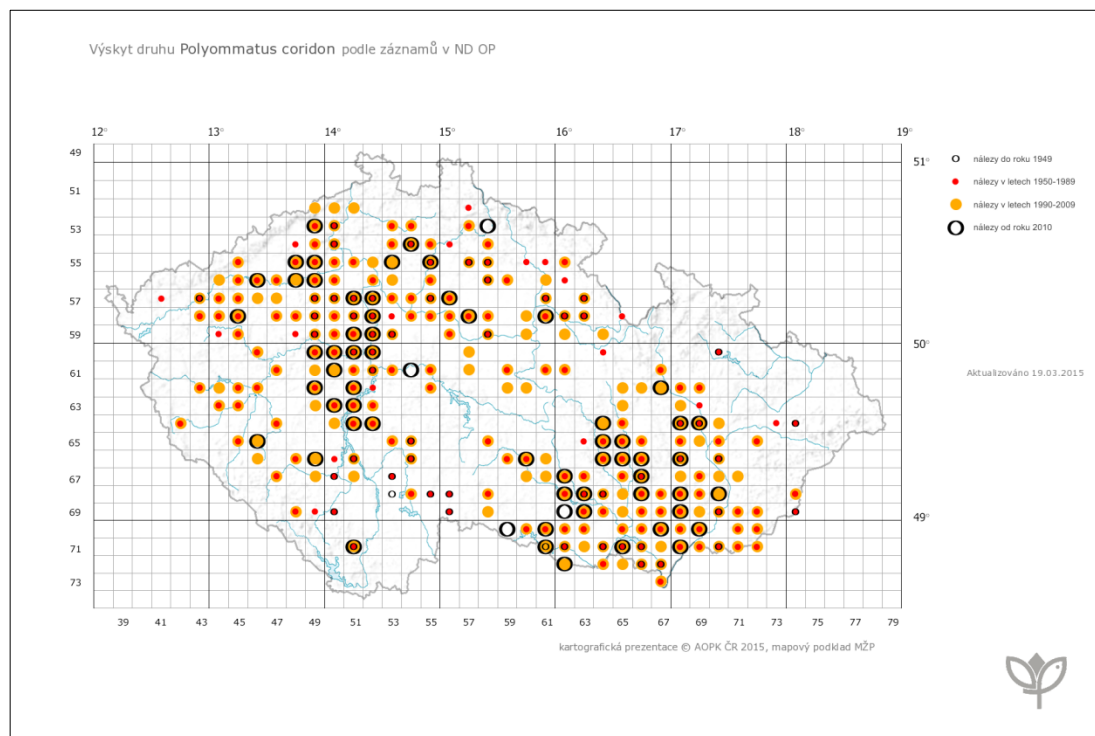 Výskyt druhu Polyommatus coridon podle záznamů v ND OP
12° 13° 14° 15° 16° 17° 18° 19°
49
51° nálezy do roku 1949
51
nálezy v letech 1950-1989
nálezy v letech 1990-2009
53
nálezy od roku 2010
55
57
59
50°
61
Aktualizováno 19.03.2015
63
65
67
69
49°
71
73
39 41 43 45 47 49 51 53 55 57 59 61 63 65 67 69 71 73 75 77 79
kartografická prezentace © AOPK ČR 2015, mapový podklad MŽP